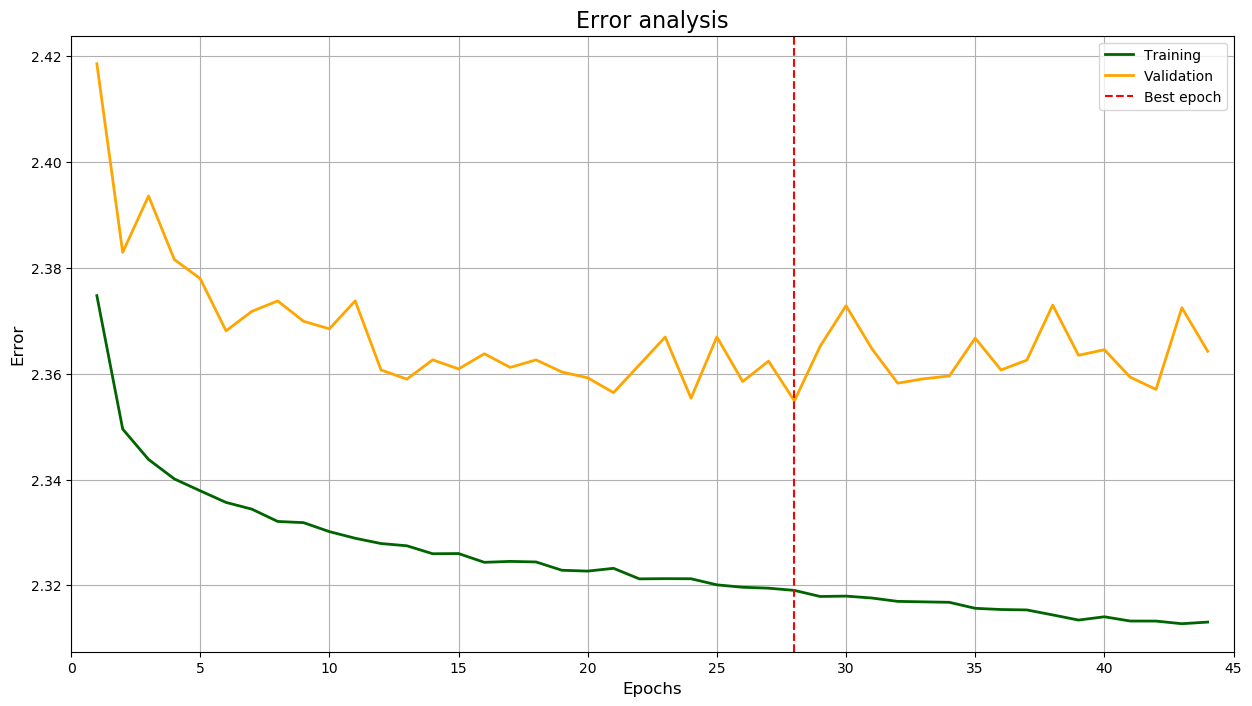 Error analysis
2.42
2.40
2.38
2.36
2.34
2.32
Error
Training
Validation
Best epoch
0 5 10 15 20 25 30 35 40 45
Epochs